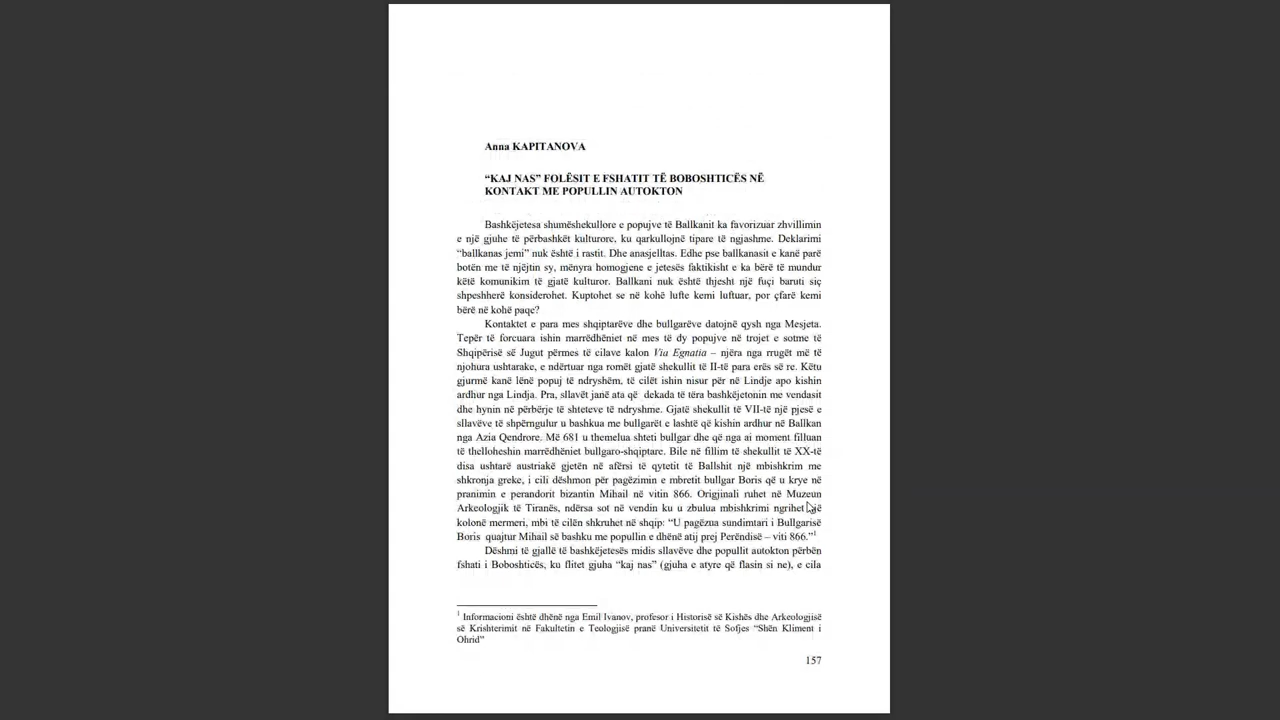 Anna KAPITANOVA
“KAJ NAS” FOLËSIT E FSHATIT TË BOBOSHTICËS NË
KONTAKT ME POPULLIN AUTOKTON
Bashkëjetesa shumëshekullore e popujve të Ballkanit ka favorizuar zhvillimin
e një gjuhe të përbashkët kulturore, ku qarkullojnë tipare të ngjashme. Deklarimi
“ballkanas jemi” nuk është i rastit. Dhe anasjelltas. Edhe pse ballkanasit e kanë parë
botën me të njëjtin sy, mënyra homogjene e jetesës faktikisht e ka bërë të mundur
këtë komunikim të gjatë kulturor. Ballkani nuk është thjesht një fuçi baruti siç
shpeshherë konsiderohet. Kuptohet se në kohë lufte kemi luftuar, por çfarë kemi
bërë në kohë paqe?
Kontaktet e para mes shqiptarëve dhe bullgarëve datojnë qysh nga Mesjeta.
Tepër të forcuara ishin marrëdhëniet në mes të dy popujve në trojet e sotme të
Shqipërisë së Jugut përmes të cilave kalon Via Egnatia – njëra nga rrugët më të
njohura ushtarake, e ndërtuar nga romët gjatë shekullit të II-të para erës së re. Këtu
gjurmë kanë lënë popuj të ndryshëm, të cilët ishin nisur për në Lindje apo kishin
ardhur nga Lindja. Pra, sllavët janë ata që dekada të tëra bashkëjetonin me vendasit
dhe hynin në përbërje të shteteve të ndryshme. Gjatë shekullit të VII-të një pjesë e
sllavëve të shpërngulur u bashkua me bullgarët e lashtë që kishin ardhur në Ballkan
nga Azia Qendrore. Më 681 u themelua shteti bullgar dhe që nga ai moment filluan
të thelloheshin marrëdhëniet bullgaro-shqiptare. Bile në fillim të shekullit të XX-të
disa ushtarë austriakë gjetën në afërsi të qytetit të Ballshit një mbishkrim me
shkronja greke, i cili dëshmon për pagëzimin e mbretit bullgar Boris që u krye në
pranimin e perandorit bizantin Mihail në vitin 866. Origjinali ruhet në Muzeun
Arkeologjik të Tiranës, ndërsa sot në vendin ku u zbulua mbishkrimi ngrihet një
kolonë mermeri, mbi të cilën shkruhet në shqip: “U pagëzua sundimtari i Bullgarisë
Boris quajtur Mihail së bashku me popullin e dhënë atij prej Perëndisë – viti 866.”1
Dëshmi të gjallë të bashkëjetesës midis sllavëve dhe popullit autokton përbën
fshati i Boboshticës, ku flitet gjuha “kaj nas” (gjuha e atyre që flasin si ne), e cila
1 Informacioni është dhënë nga Emil Ivanov, profesor i Historisë së Kishës dhe Arkeologjisë
së Krishterimit në Fakultetin e Teologjisë pranë Universitetit të Sofjes “Shën Kliment i
Ohrid”
157